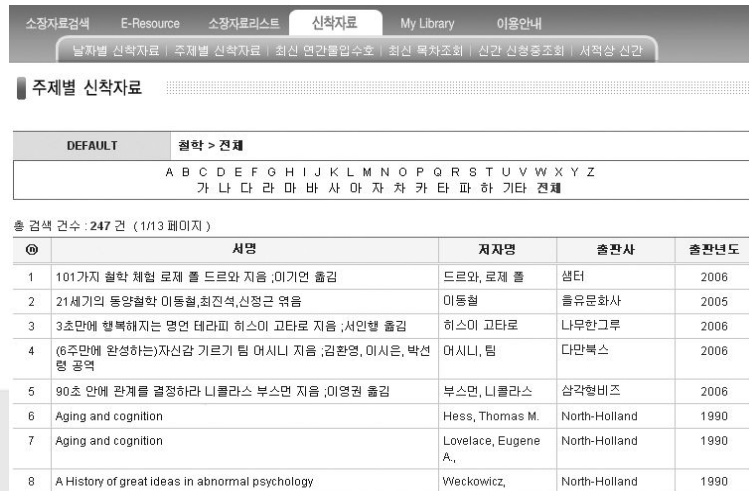 소장자료검색 E-Resource 소장자료리스트 신착자료 My Library 이용안내
날짜별 신착자료 | 주제별 신착자료 | 최신 연간물입수호 | 최신 목차조회 | 신간 신청중조회 | 서적상 신간
주제별 신착자료
DEFAULT 철학 > 전체
A B C D E F G H I J K L M N O P Q R S T U V W X Y Z
가 나 다 라 마 바 사 아 자 차 카 타 파 하 기타 전체
총 검색 건수 : 247 건 ( 1/13 페이지 )
ⓝ 서명 저자명 출판사 출판년도
1 101가지 철학 체험 로제 폴 드르와 지음 ;이기언 옮김 드르와, 로제 폴 샘터 2006
2 21세기의 동양철학 이동철,최진석,신정근 엮음 이동철 을유문화사 2005
3 3초만에 행복해지는 명언 테라피 히스이 고타로 지음 ;서인행 옮김 히스이 고타로 나무한그루 2006
4 (6주만에 완성하는)자신감 기르기 팀 어시니 지음 ;김환영, 이시은, 박선 어시니, 팀 다만북스 2006
령 공역
5 90초 안에 관계를 결정하라 니콜라스 부스먼 지음 ;이영권 옮김 부스먼, 니콜라스 삼각형비즈 2006
6 Aging and cognition Hess, Thomas M. North-Holland 1990
7 Aging and cognition Lovelace, Eugene North-Holland 1990
A.,
8 A History of great ideas in abnormal psychology Weckowicz, North-Holland 1990